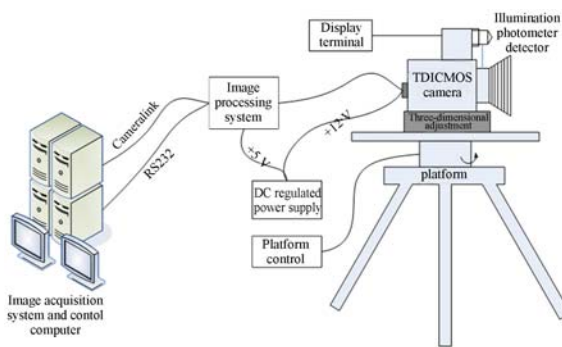 Display
terminal
Illumination
photometer
detector
TDICMOS
camera
Three-dimensional
adjustment
Image
processing
system
Cameralink
RS232
+5 V
+12 V
DC regulated
power supply
platform
Platform
control
Image acquisition
system and contol
computer